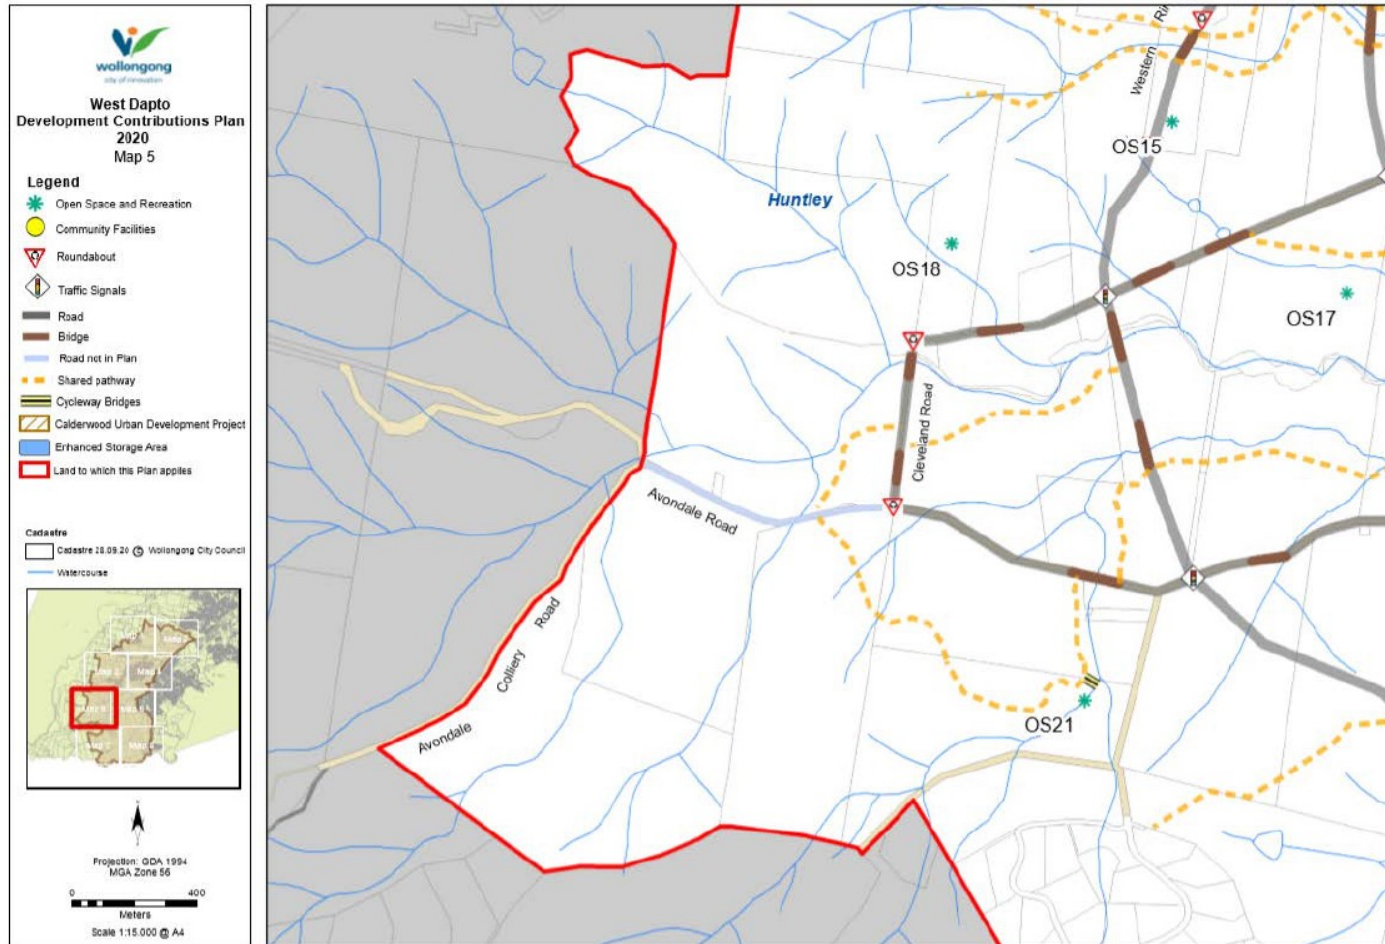 wollongong
city of innovation
West Dapto
Development Contributions Plan
2020
Map 5
Legend
Open Space and Recreation
Community Facilities
Roundabout
Traffic Signals
Road
Bridge
Road not in Plan
Shared pathway
Cycleway Bridges
Calderwood Urban Development Project
Enhanced Storage Area
Land to which this Plan applies
Cadastre
Cadastre 28.09.20 © Wollongong City Council
Watercourse
Projection: GDA 1994
MGA Zone 56
0 400
Meters
Scale 1:15,000 @ A4
Western
OS15
Huntley
OS18
OS17
Cleveland Road
Avondale Road
Avondale Colliery Road
OS21